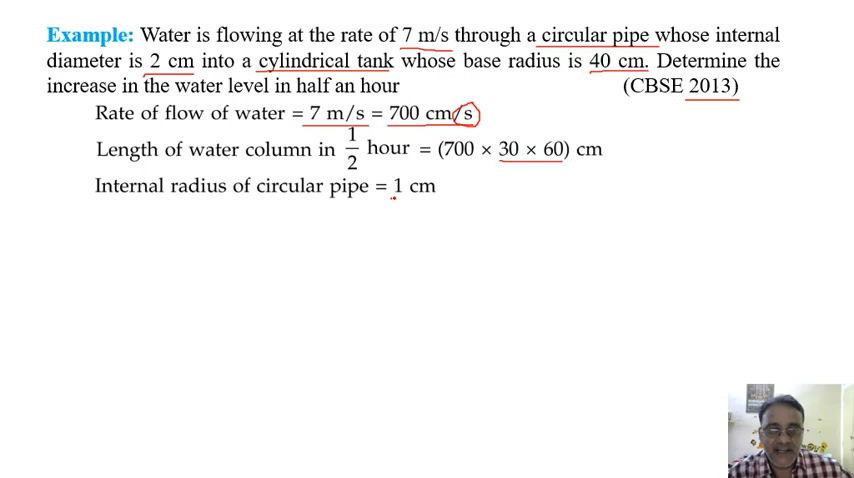 Example: Water is flowing at the rate of 7 m/s through a circular pipe whose internal
diameter is 2 cm into a cylindrical tank whose base radius is 40 cm. Determine the
increase in the water level in half an hour (CBSE 2013)
Rate of flow of water = 7 m/s = 700 cm/s
Length of water column in 1/2 hour = (700 × 30 × 60) cm
Internal radius of circular pipe = 1 cm